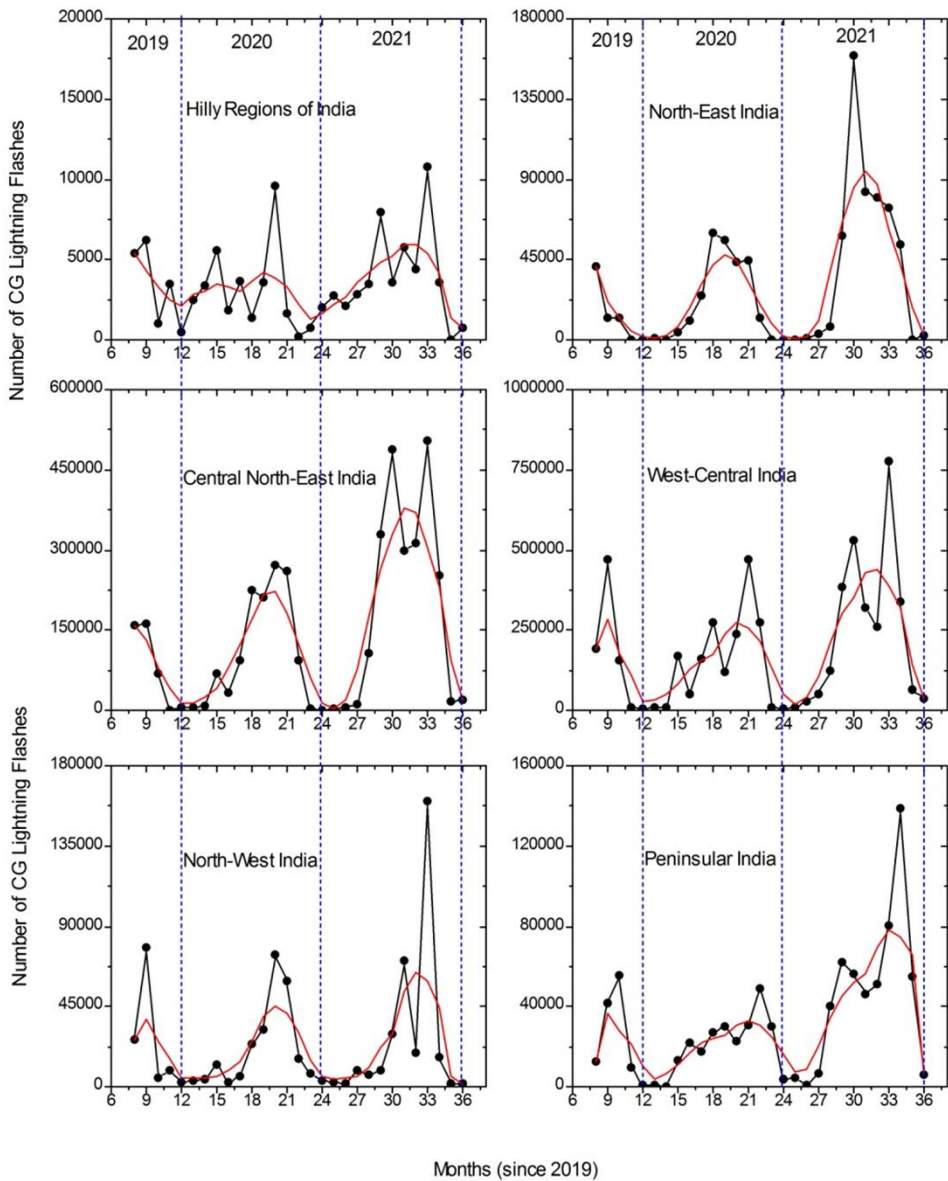 Number of CG Lightning Flashes
Number of CG Lightning Flashes
20000
15000
10000
5000
0
2019 2020 2021
Hilly Regions of India
6 9 12 15 18 21 24 27 30 33 36
180000
135000
90000
45000
0
2019 2020 2021
North-East India
6 9 12 15 18 21 24 27 30 33 36
600000
450000
300000
150000
0
Central North-East India
6 9 12 15 18 21 24 27 30 33 36
1000000
750000
500000
250000
0
West-Central India
6 9 12 15 18 21 24 27 30 33 36
180000
135000
90000
45000
0
North-West India
6 9 12 15 18 21 24 27 30 33 36
160000
120000
80000
40000
0
Peninsular India
6 9 12 15 18 21 24 27 30 33 36
Months (since 2019)